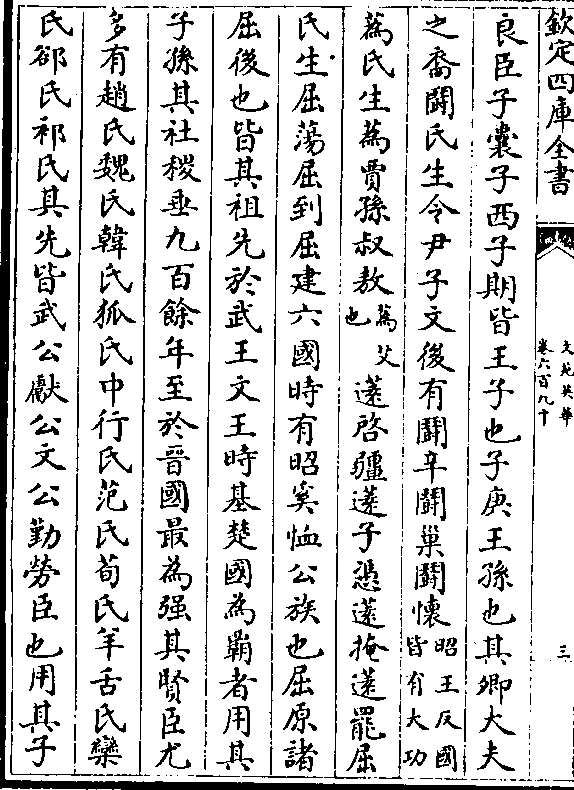 欽定四庫全書
文苑英華
卷六百九十
三
良臣子囊子西子期皆王子也子庚王孫也其卿大夫
之裔鬬氏生令尹子文後有鬬辛鬬巢鬬懷昭王反國皆有大功
蒍氏生蒍賈孫叔敖蒍艾也薳啓疆薳子馮薳掩薳罷屈
氏生屈蕩屈到屈建六國時有昭奚恤公族也屈原諸
屈後也皆其祖先於武王文王時基楚國為霸者用其
子孫其社稷垂九百餘年至於晉國最為强其賢臣尤
多有趙氏魏氏韓氏狐氏中行氏范氏荀氏羊舌氏欒
氏郤氏祁氏其先皆武公獻公文公勤勞臣也用其子